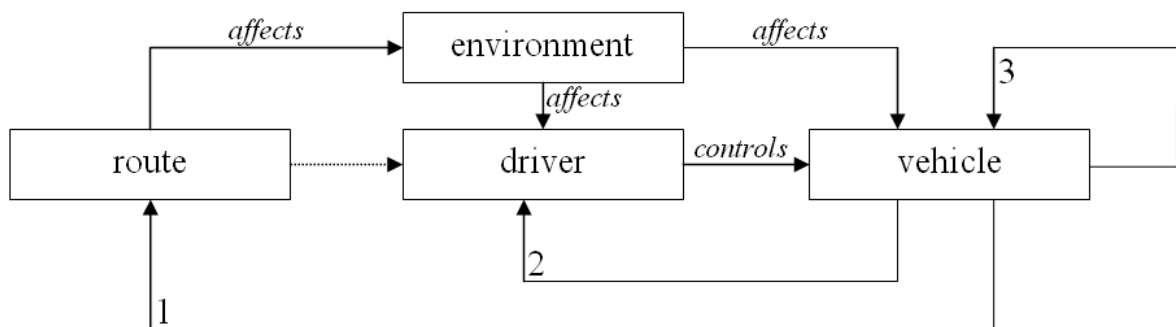 affects
environment
affects
3
affects
route
driver
controls
vehicle
2
1